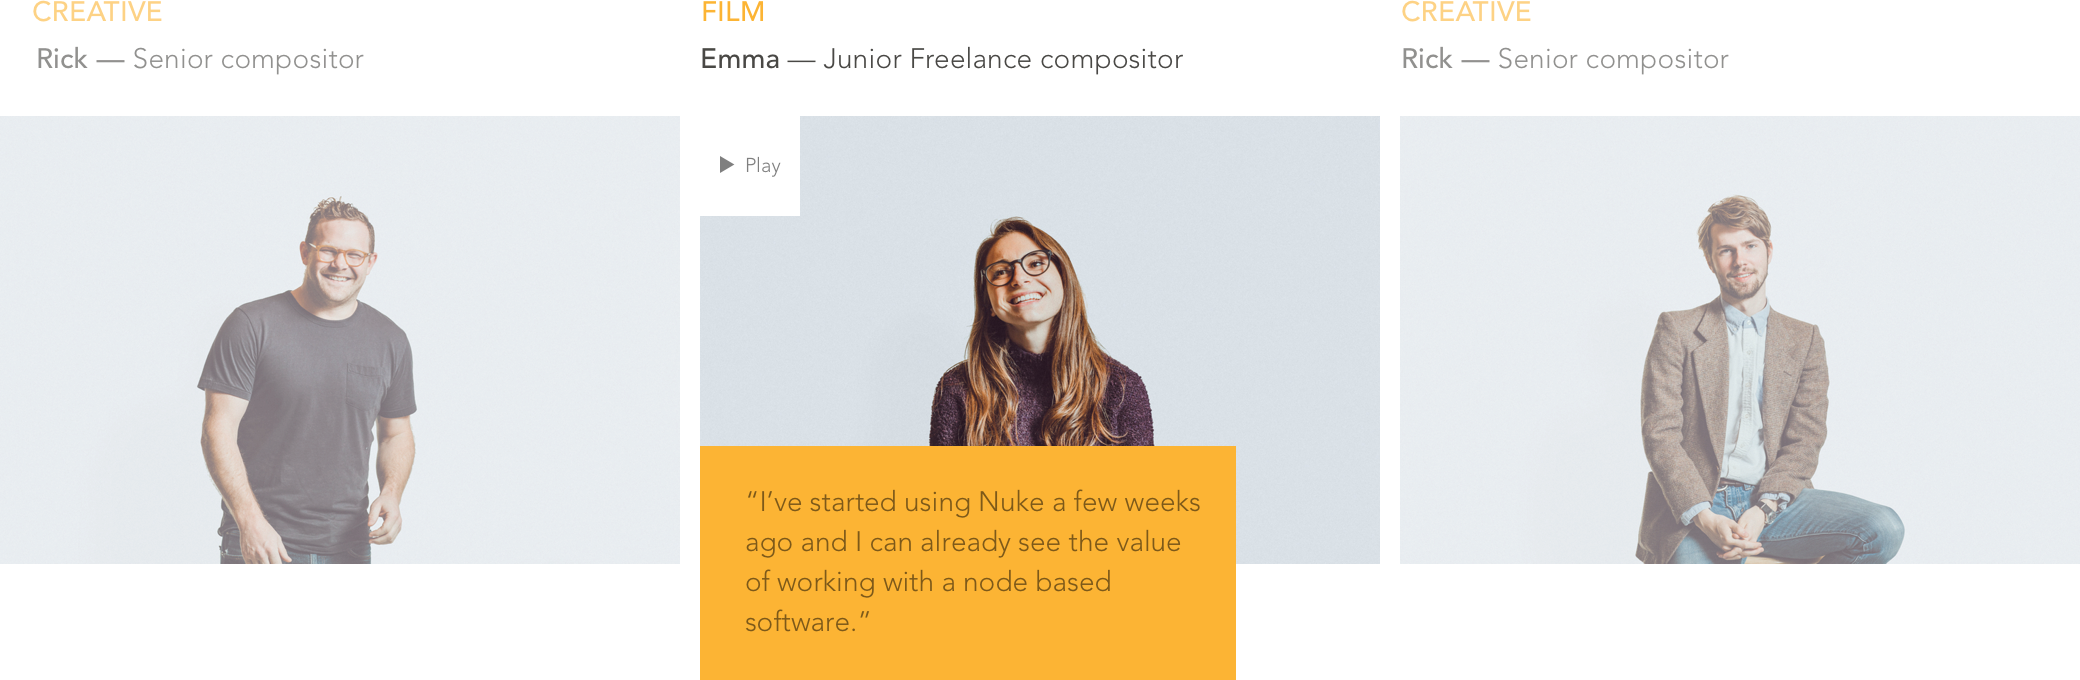 CREATIVE
Rick — Senior compositor
FILM
Emma — Junior Freelance compositor
CREATIVE
Rick — Senior compositor
Play
“I’ve started using Nuke a few weeks
ago and I can already see the value
of working with a node based
software.”